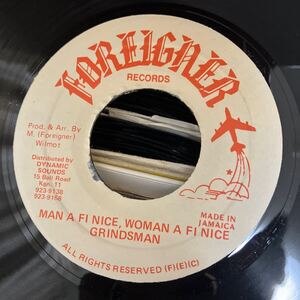 FOREIGNER
RECORDS
Prod. & Arr. By
M. (Foreigner)
Wilmot
Distributed by
DYNAMIC
SOUNDS
15 Bell Road
Kgn. 11
923-9138
923-9156
MADE IN
JAMAICA
MAN A FI NICE, WOMAN A FI NICE
GRINDSMAN
ALL RIGHTS RESERVED (F)(E)(C)